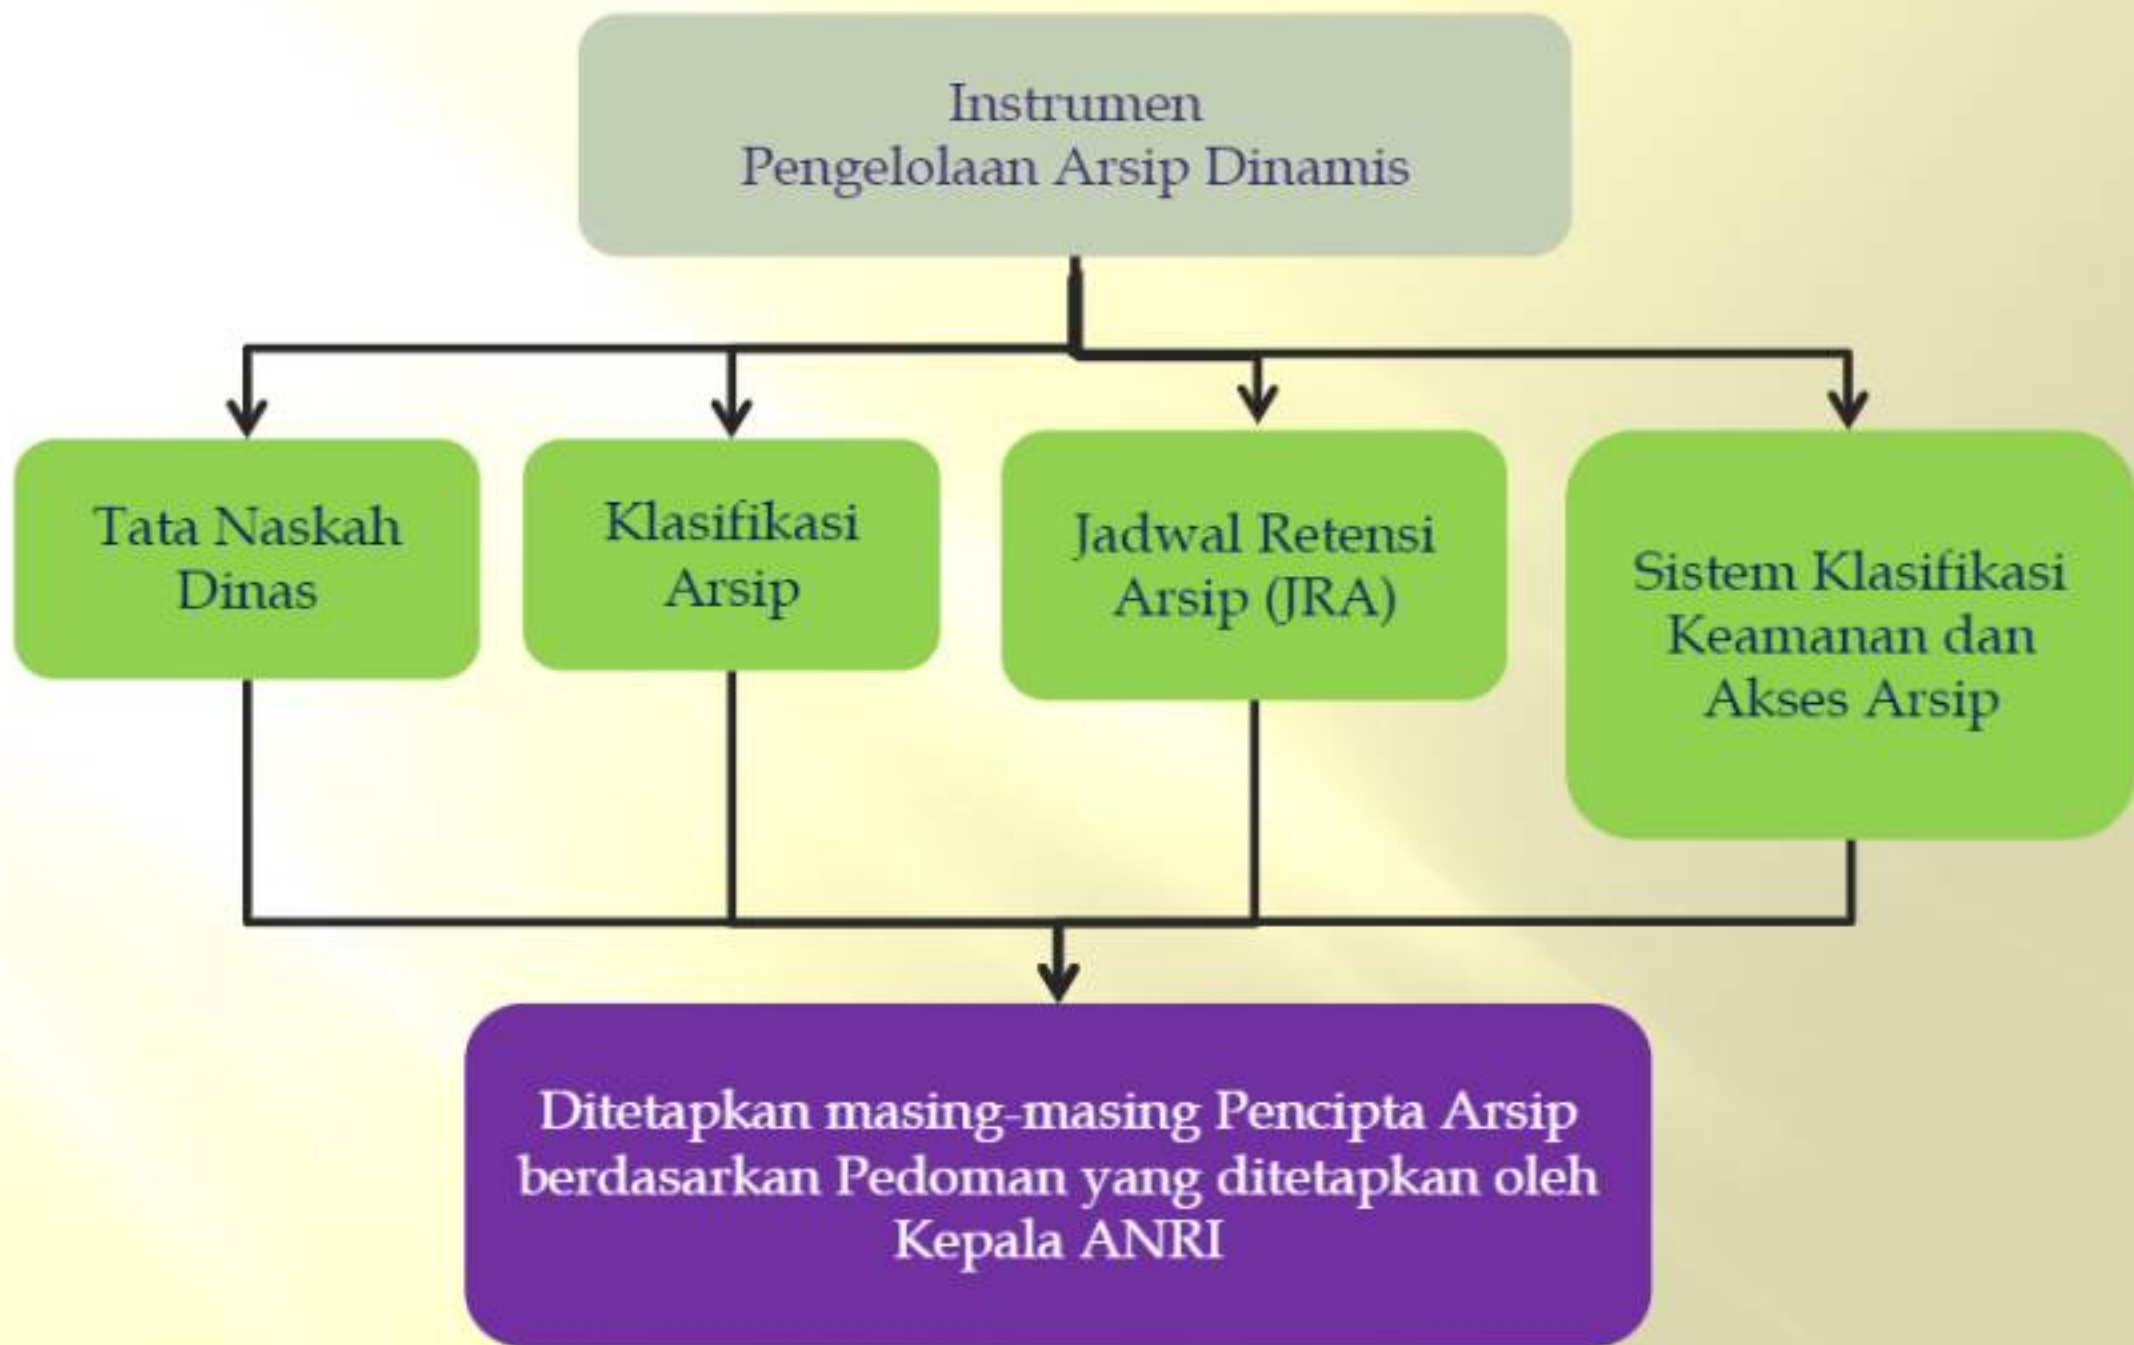 Instrumen
Pengelolaan Arsip Dinamis
Tata Naskah
Dinas
Klasifikasi
Arsip
Jadwal Retensi
Arsip (JRA)
Sistem Klasifikasi
Keamanan dan
Akses Arsip
Ditetapkan masing-masing Pencipta Arsip
berdasarkan Pedoman yang ditetapkan oleh
Kepala ANRI